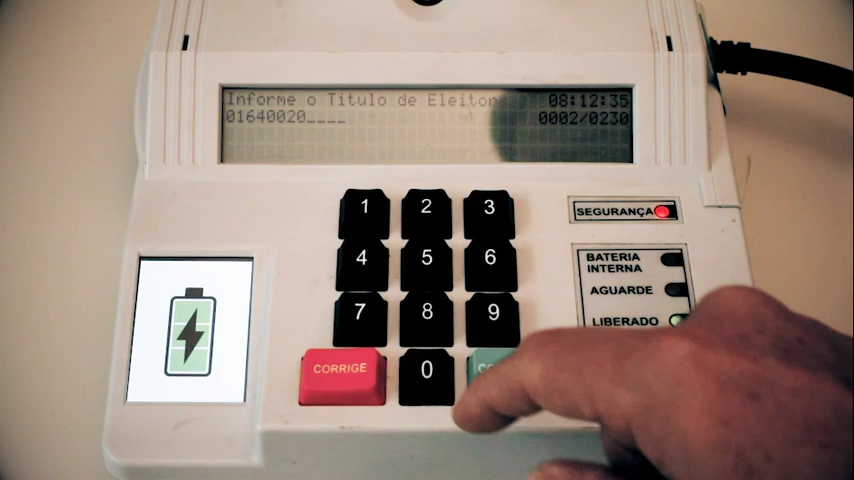 Informe o Titulo de Eleitor 08:12:35
01640020____ 0002/0230
1 2 3
SEGURANÇA
4 5 6
BATERIA
INTERNA
AGUARDE
7 8 9
LIBERADO
CORRIGE 0